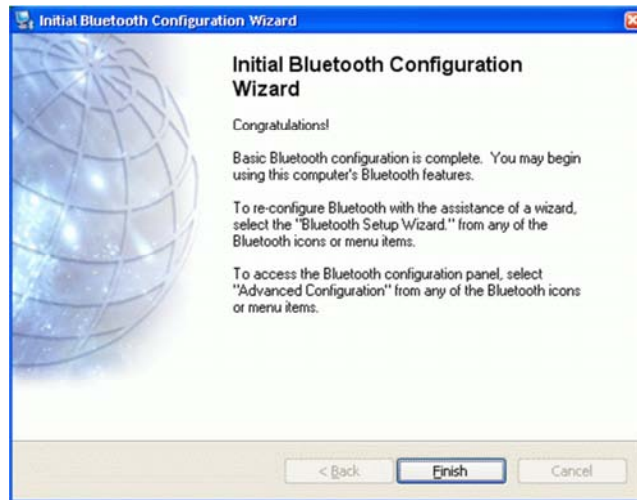 Initial Bluetooth Configuration Wizard
Initial Bluetooth Configuration
Wizard
Congratulations!
Basic Bluetooth configuration is complete. You may begin
using this computer's Bluetooth features.
To re-configure Bluetooth with the assistance of a wizard,
select the "Bluetooth Setup Wizard." from any of the
Bluetooth icons or menu items.
To access the Bluetooth configuration panel, select
"Advanced Configuration" from any of the Bluetooth icons
or menu items.
< Back Finish Cancel